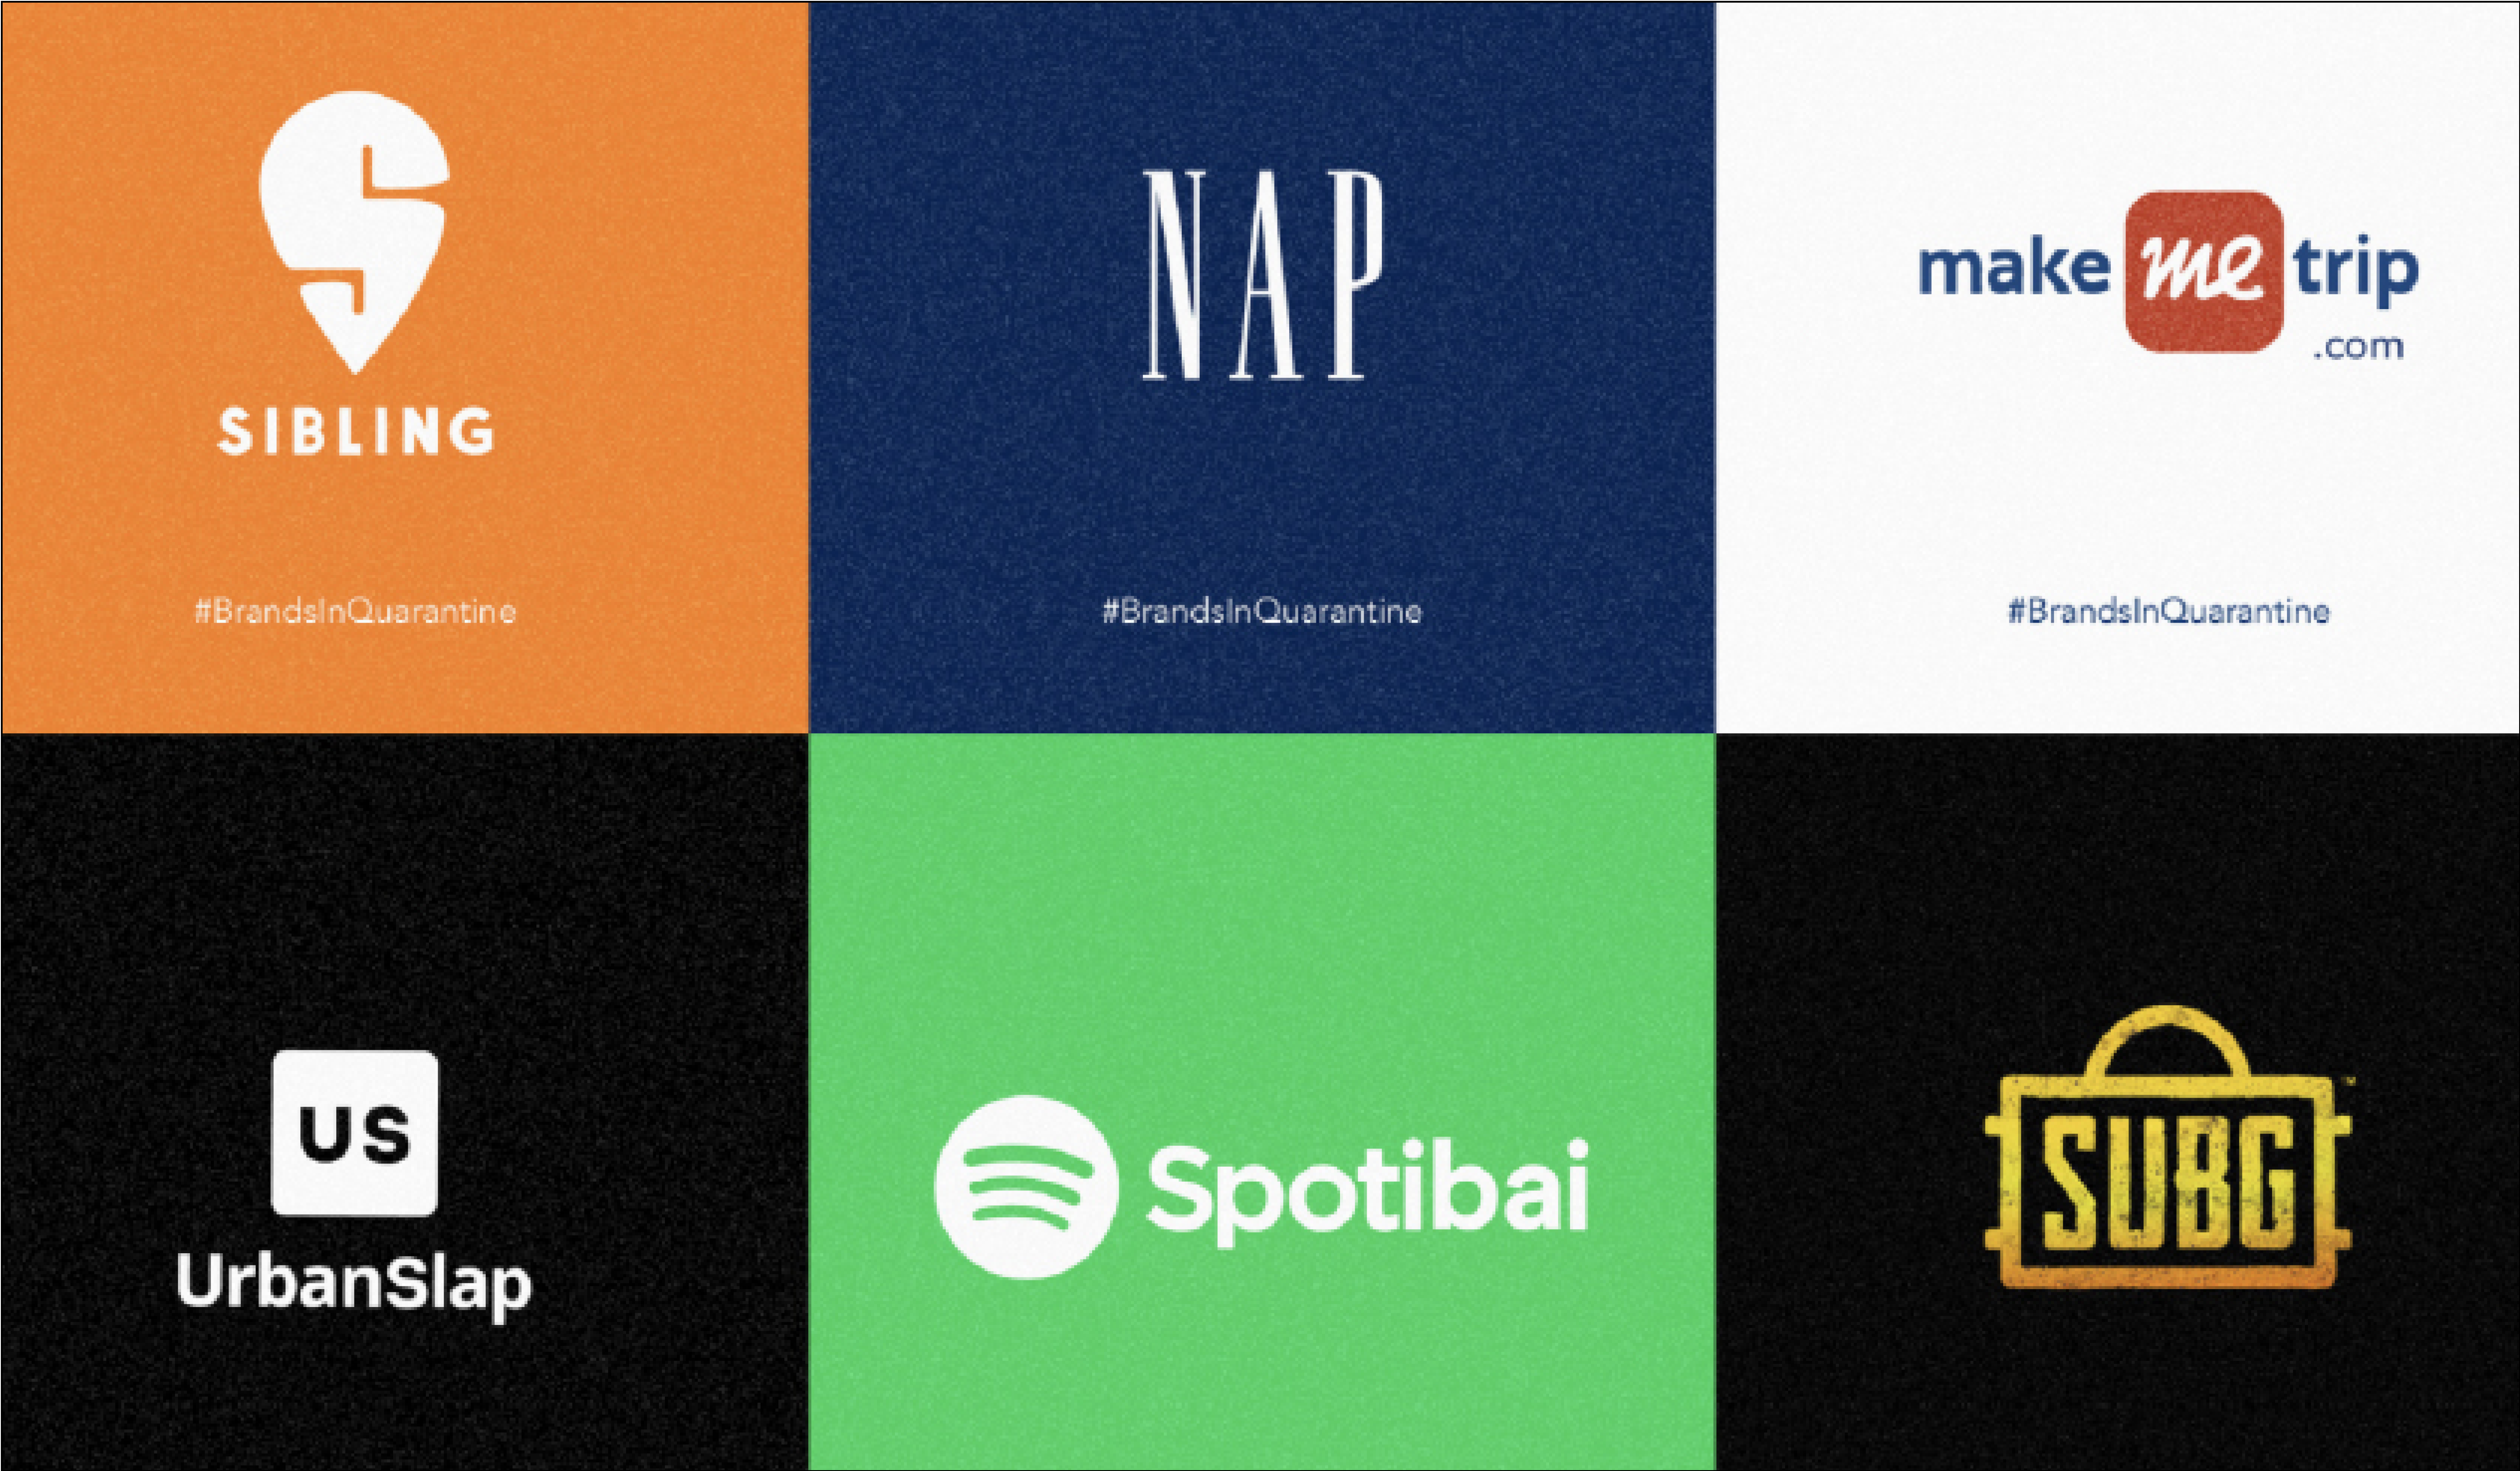 SIBLING
#BrandsInQuarantine
NAP
#BrandsInQuarantine
make me trip
.com
#BrandsInQuarantine
US
UrbanSlap
Spotibai
SUBG